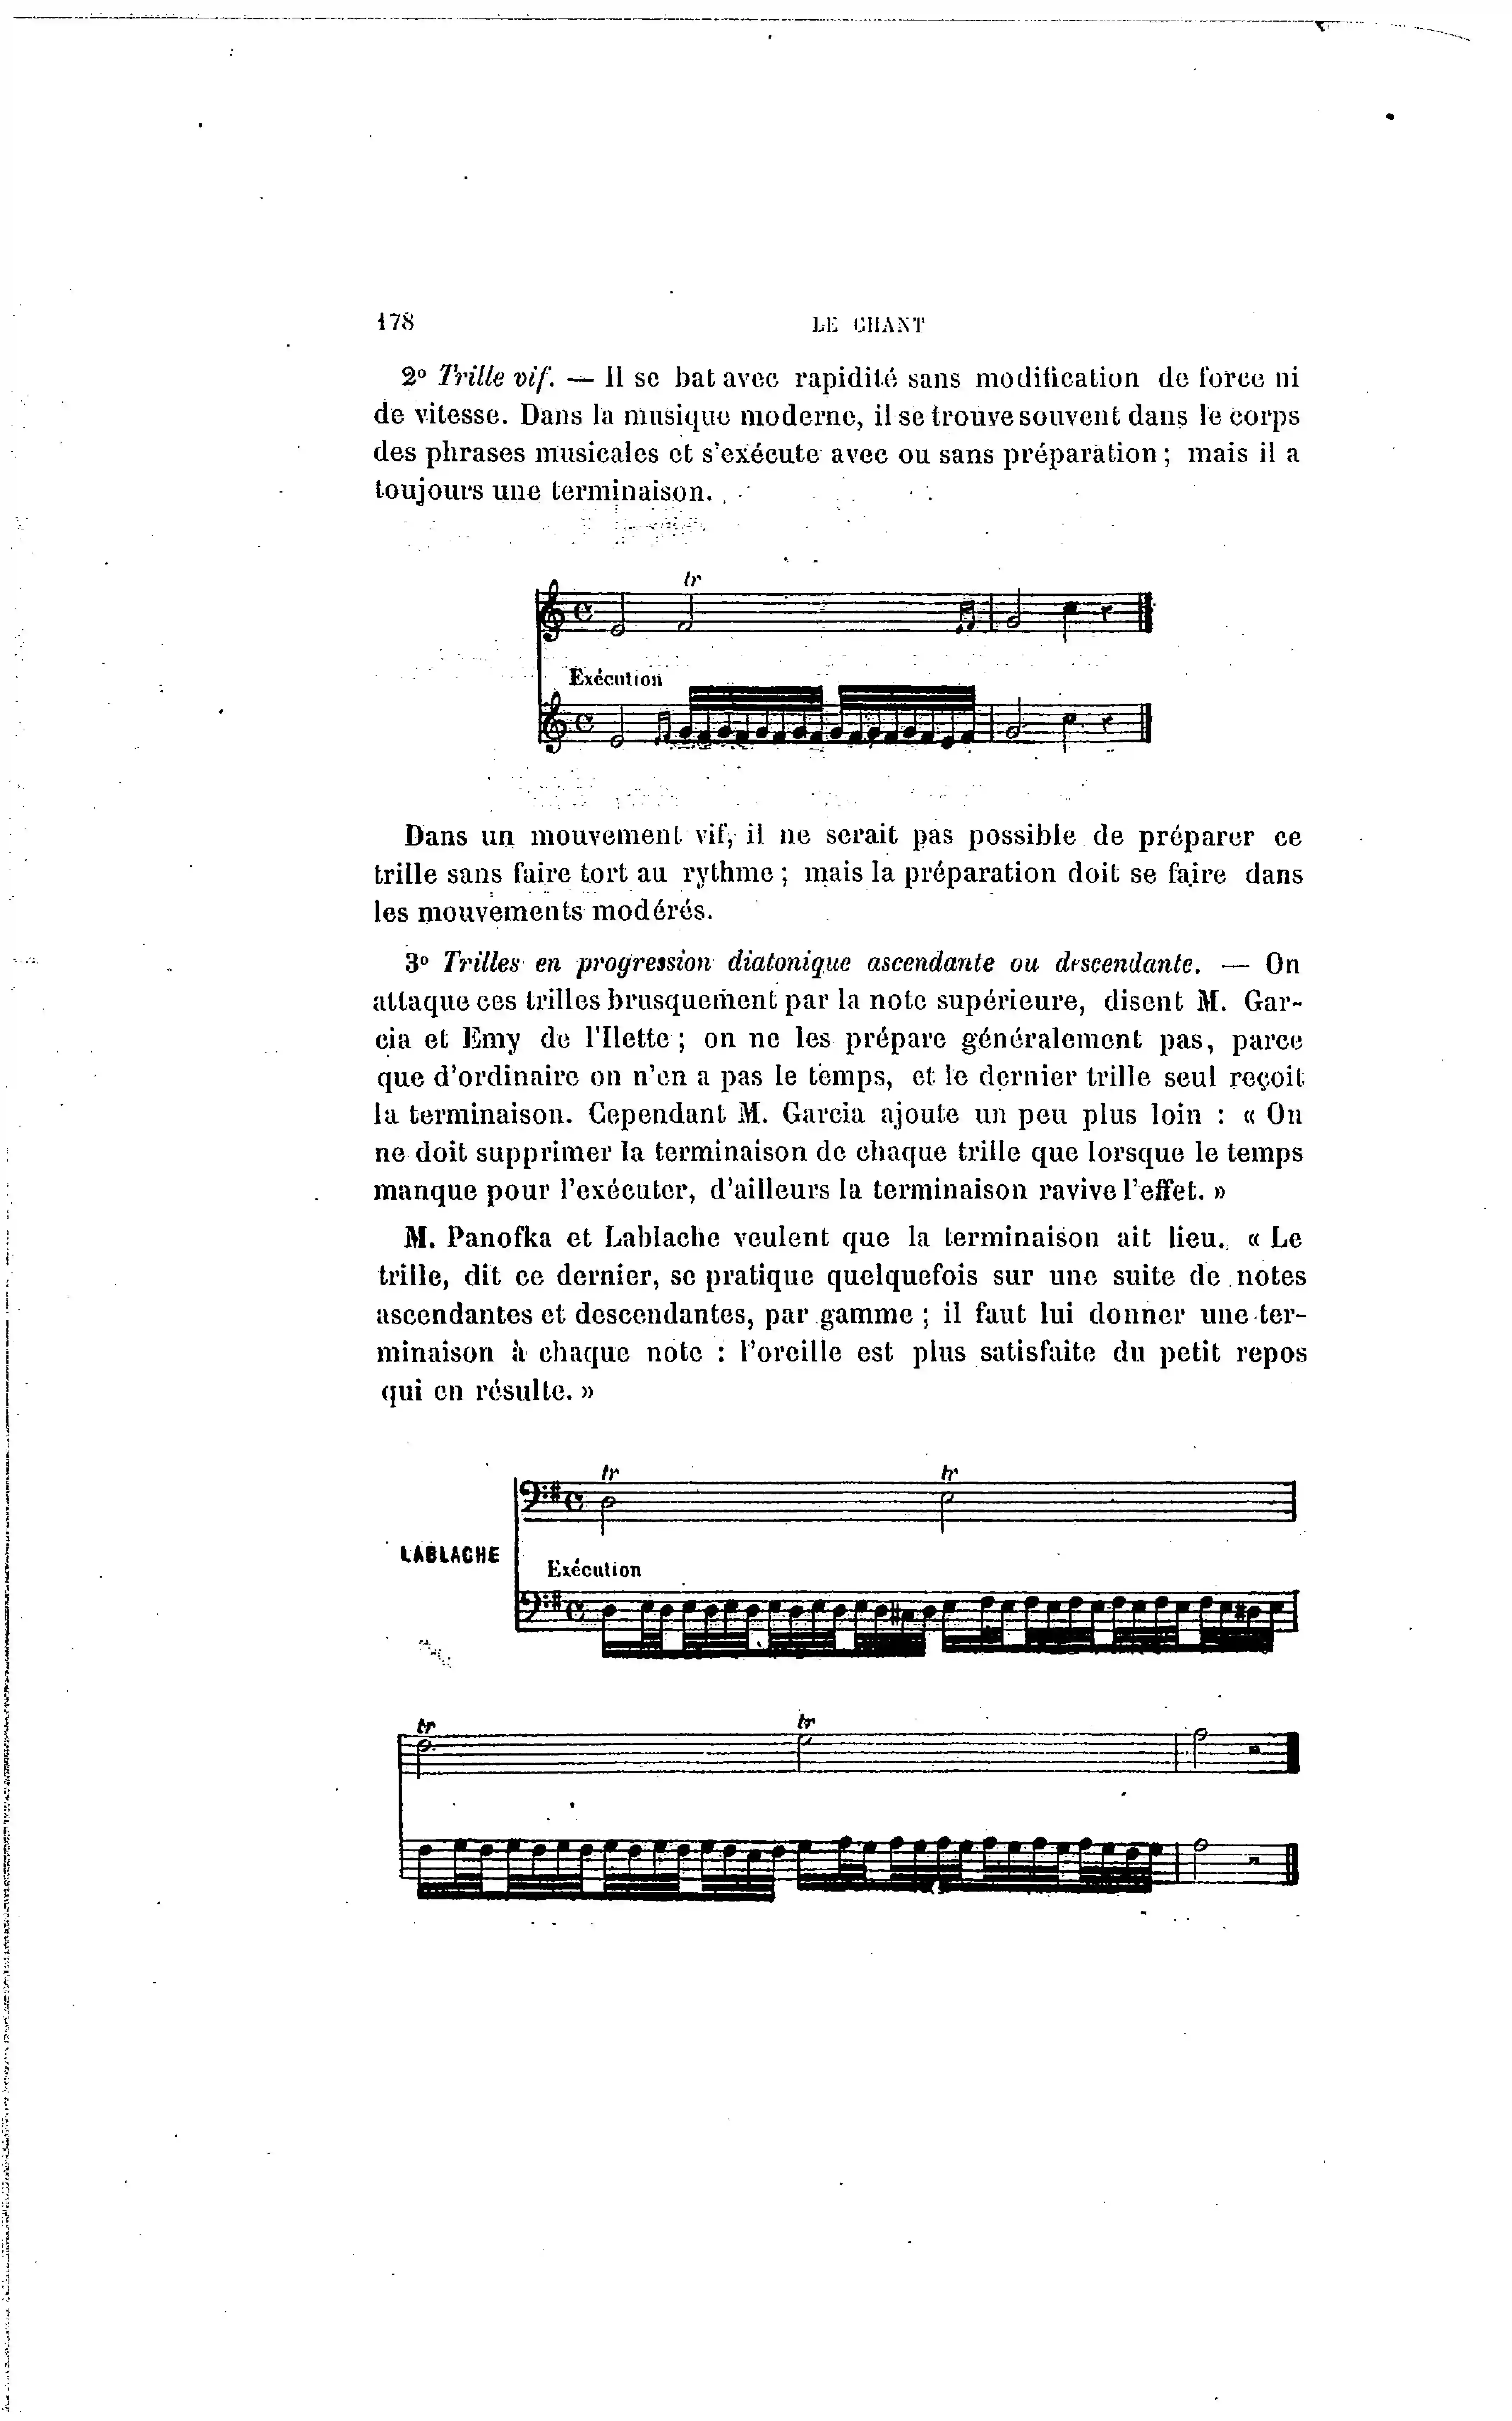 178
LE CHANT
2º Trille vif. — Il se bat avec rapidité sans modification de force ni
de vitesse. Dans la musique moderne, il se trouve souvent dans le corps
des phrases musicales et s'exécute avec ou sans préparation ; mais il a
toujours une terminaison.
tr
Exécution
Dans un mouvement vif, il ne serait pas possible de préparer ce
trille sans faire tort au rythme ; mais la préparation doit se faire dans
les mouvements modérés.
3º Trilles en progression diatonique ascendante ou descendante. — On
attaque ces trilles brusquement par la note supérieure, disent M. Gar-
cia et Emy de l'Ilette ; on ne les prépare généralement pas, parce
que d'ordinaire on n'en a pas le temps, et le dernier trille seul reçoit
la terminaison. Cependant M. Garcia ajoute un peu plus loin : « On
ne doit supprimer la terminaison de chaque trille que lorsque le temps
manque pour l'exécuter, d'ailleurs la terminaison ravive l'effet. »
M. Panofka et Lablache veulent que la terminaison ait lieu. « Le
trille, dit ce dernier, se pratique quelquefois sur une suite de notes
ascendantes et descendantes, par gamme ; il faut lui donner une ter-
minaison à chaque note : l'oreille est plus satisfaite du petit repos
qui en résulte. »
tr tr
LABLACHE
Exécution
tr tr